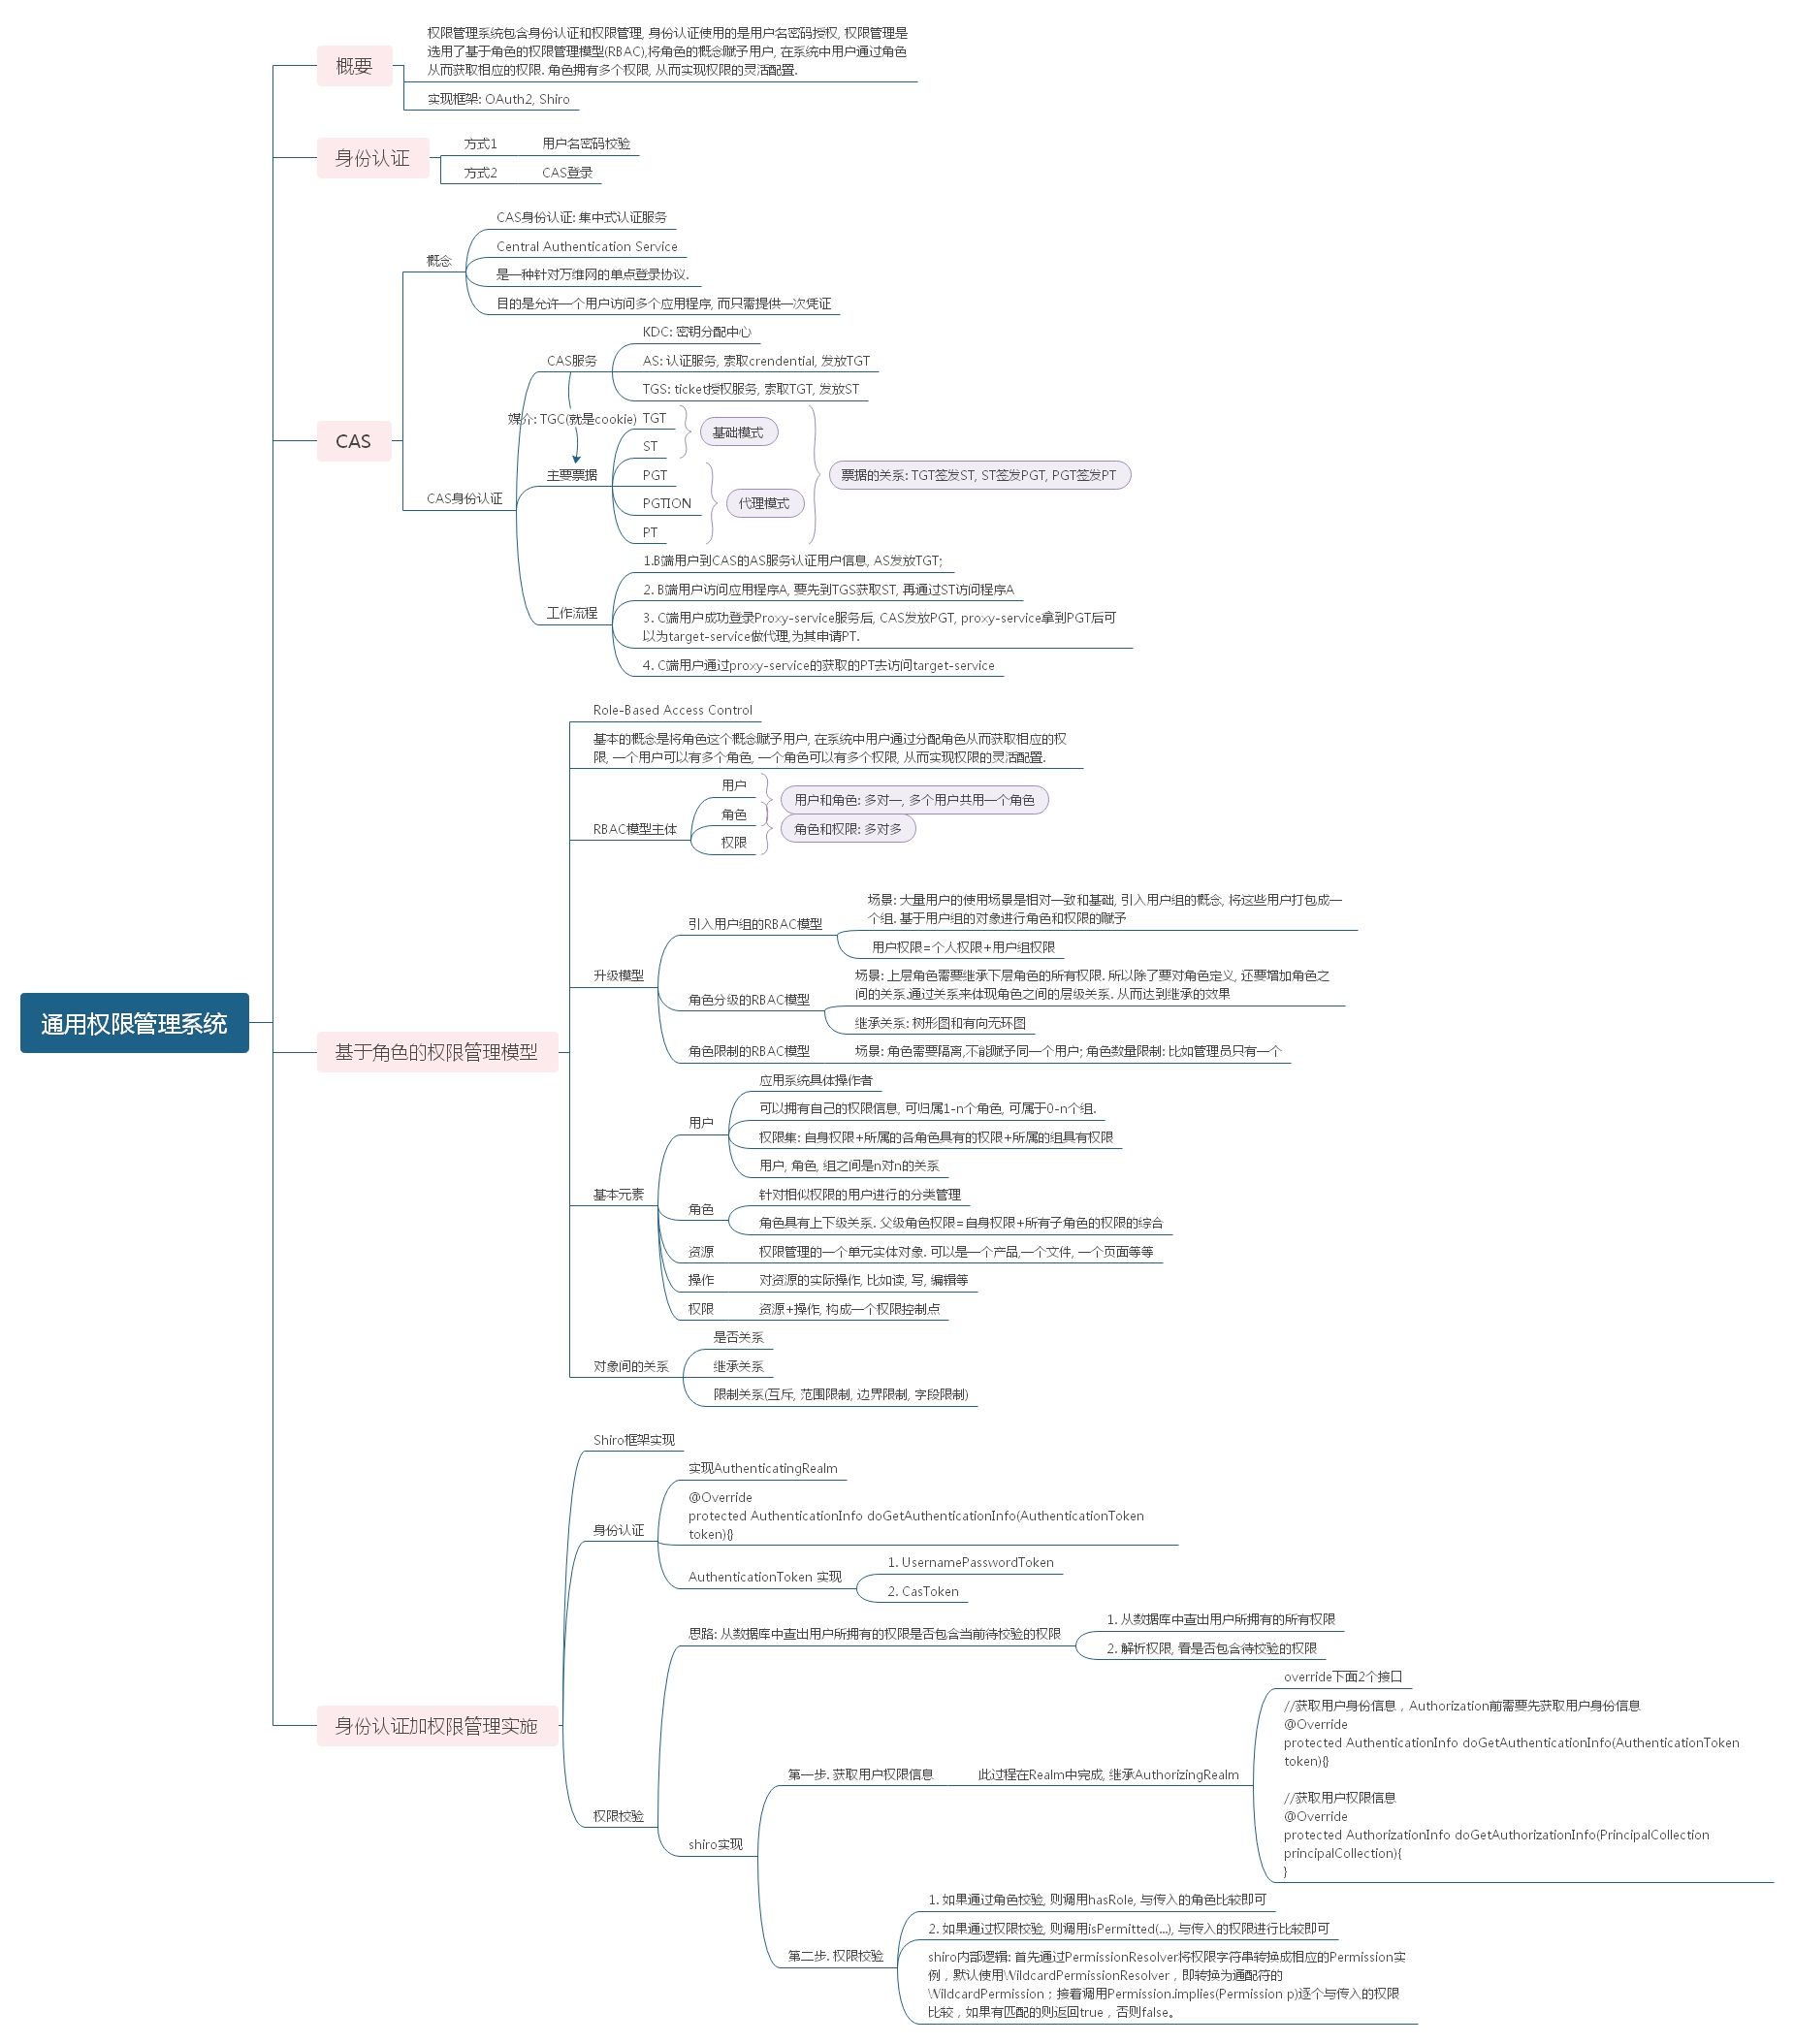 通用权限管理系统
概要
权限管理系统包含身份认证和权限管理, 身份认证使用的是用户名密码授权, 权限管理是
选用了基于角色的权限管理模型(RBAC),将角色的概念赋予用户, 在系统中用户通过角色
从而获取相应的权限. 角色拥有多个权限, 从而实现权限的灵活配置.
实现框架: OAuth2, Shiro
身份认证
方式1
用户名密码校验
方式2
CAS登录
CAS
概念
CAS身份认证: 集中式认证服务
Central Authentication Service
是一种针对万维网的单点登录协议.
目的是允许一个用户访问多个应用程序, 而只需提供一次凭证
CAS身份认证
CAS服务
KDC: 密钥分配中心
AS: 认证服务, 索取crendential, 发放TGT
TGS: ticket授权服务, 索取TGT, 发放ST
媒介: TGC(就是cookie)
主要票据
TGT
ST
PGT
PGTION
PT
基础模式
代理模式
票据的关系: TGT签发ST, ST签发PGT, PGT签发PT
工作流程
1.B端用户到CAS的AS服务认证用户信息, AS发放TGT;
2. B端用户访问应用程序A, 要先到TGS获取ST, 再通过ST访问程序A
3. C端用户成功登录Proxy-service服务后, CAS发放PGT, proxy-service拿到PGT后可
以为target-service做代理,为其申请PT.
4. C端用户通过proxy-service的获取的PT去访问target-service
基于角色的权限管理模型
Role-Based Access Control
基本的概念是将角色这个概念赋予用户, 在系统中用户通过分配角色从而获取相应的权
限, 一个用户可以有多个角色, 一个角色可以有多个权限, 从而实现权限的灵活配置.
RBAC模型主体
用户
角色
权限
用户和角色: 多对一, 多个用户共用一个角色
角色和权限: 多对多
升级模型
引入用户组的RBAC模型
场景: 大量用户的使用场景是相对一致和基础, 引入用户组的概念, 将这些用户打包成一
个组. 基于用户组的对象进行角色和权限的赋予
用户权限=个人权限+用户组权限
角色分级的RBAC模型
场景: 上层角色需要继承下层角色的所有权限. 所以除了要对角色定义, 还要增加角色之
间的关系.通过关系来体现角色之间的层级关系. 从而达到继承的效果
继承关系: 树形图和有向无环图
角色限制的RBAC模型
场景: 角色需要隔离,不能赋予同一个用户; 角色数量限制: 比如管理员只有一个
基本元素
用户
应用系统具体操作者
可以拥有自己的权限信息, 可归属1-n个角色, 可属于0-n个组.
权限集: 自身权限+所属的各角色具有的权限+所属的组具有权限
用户, 角色, 组之间是n对n的关系
角色
针对相似权限的用户进行的分类管理
角色具有上下级关系. 父级角色权限=自身权限+所有子角色的权限的综合
资源
权限管理的一个单元实体对象. 可以是一个产品,一个文件, 一个页面等等
操作
对资源的实际操作, 比如读, 写, 编辑等
权限
资源+操作, 构成一个权限控制点
对象间的关系
是否关系
继承关系
限制关系(互斥, 范围限制, 边界限制, 字段限制)
身份认证加权限管理实施
Shiro框架实现
身份认证
实现AuthenticatingRealm
@Override
protected AuthenticationInfo doGetAuthenticationInfo(AuthenticationToken
token){}
AuthenticationToken 实现
1. UsernamePasswordToken
2. CasToken
权限校验
思路: 从数据库中查出用户所拥有的权限是否包含当前待校验的权限
1. 从数据库中查出用户所拥有的所有权限
2. 解析权限, 看是否包含待校验的权限
shiro实现
第一步. 获取用户权限信息
此过程在Realm中完成, 继承AuthorizingRealm
override下面2个接口
//获取用户身份信息，Authorization前需要先获取用户身份信息
@Override
protected AuthenticationInfo doGetAuthenticationInfo(AuthenticationToken
token){}
//获取用户权限信息
@Override
protected AuthorizationInfo doGetAuthorizationInfo(PrincipalCollection
principalCollection){
}
第二步. 权限校验
1. 如果通过角色校验, 则调用hasRole, 与传入的角色比较即可
2. 如果通过权限校验, 则调用isPermitted(...), 与传入的权限进行比较即可
shiro内部逻辑: 首先通过PermissionResolver将权限字符串转换成相应的Permission实
例，默认使用WildcardPermissionResolver，即转换为通配符的
WildcardPermission；接着调用Permission.implies(Permission p)逐个与传入的权限
比较，如果有匹配的则返回true，否则false。